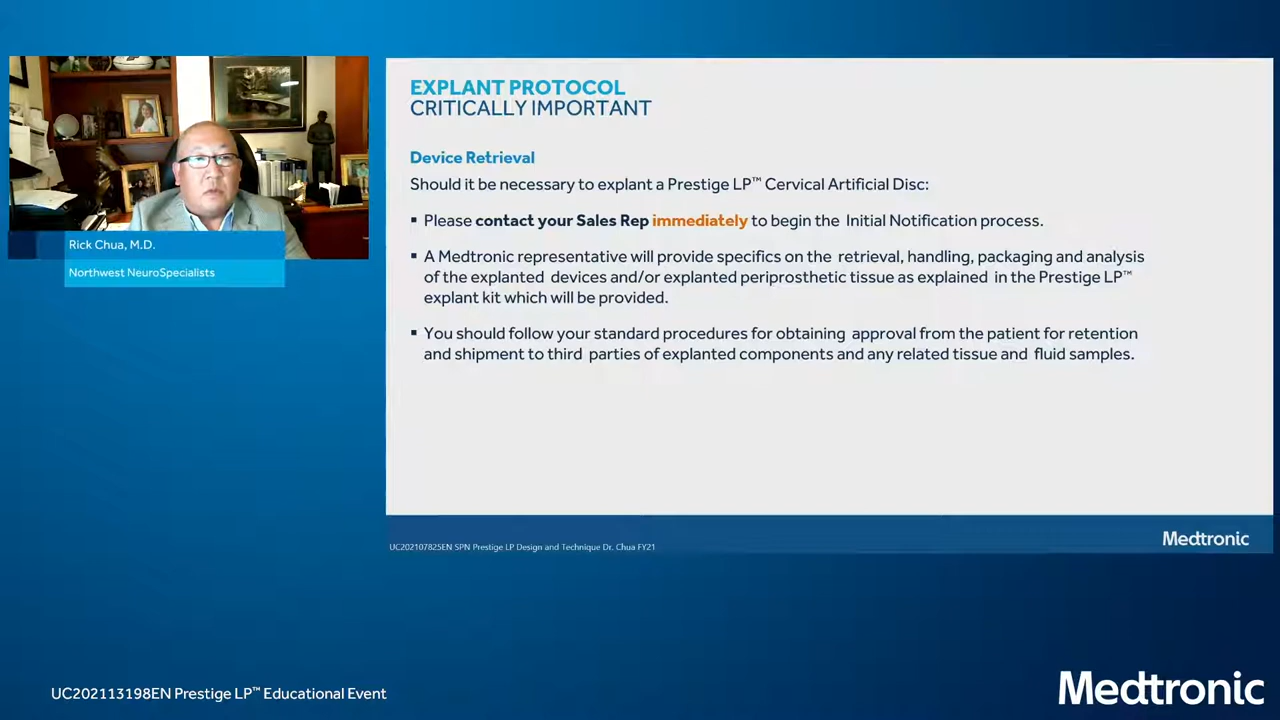 Rick Chua, M.D.
Northwest NeuroSpecialists
EXPLANT PROTOCOL
CRITICALLY IMPORTANT
Device Retrieval
Should it be necessary to explant a Prestige LP™ Cervical Artificial Disc:
▪ Please contact your Sales Rep immediately to begin the Initial Notification process.
▪ A Medtronic representative will provide specifics on the retrieval, handling, packaging and analysis
of the explanted devices and/or explanted periprosthetic tissue as explained in the Prestige LP™
explant kit which will be provided.
▪ You should follow your standard procedures for obtaining approval from the patient for retention
and shipment to third parties of explanted components and any related tissue and fluid samples.
Medtronic
UC202107825EN SPN Prestige LP Design and Technique Dr. Chua FY21
UC202113198EN Prestige LP™ Educational Event
Medtronic